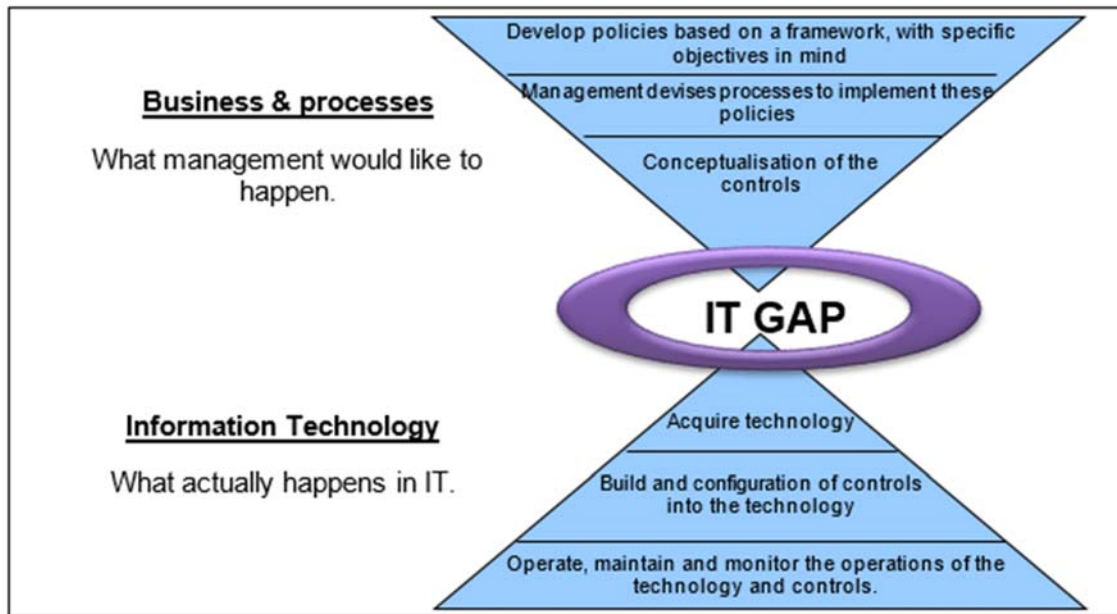 Develop policies based on a framework, with specific
objectives in mind
Business & processes
Management devises processes to implement these
policies
What management would like to
happen.
Conceptualisation of the
controls
IT GAP
Information Technology
What actually happens in IT.
Acquire technology
Build and configuration of controls
into the technology
Operate, maintain and monitor the operations of the
technology and controls.